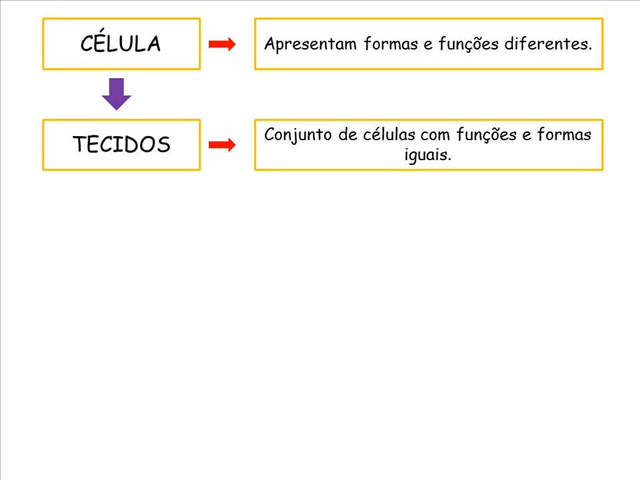 CÉLULA
Apresentam formas e funções diferentes.
TECIDOS
Conjunto de células com funções e formas
iguais.